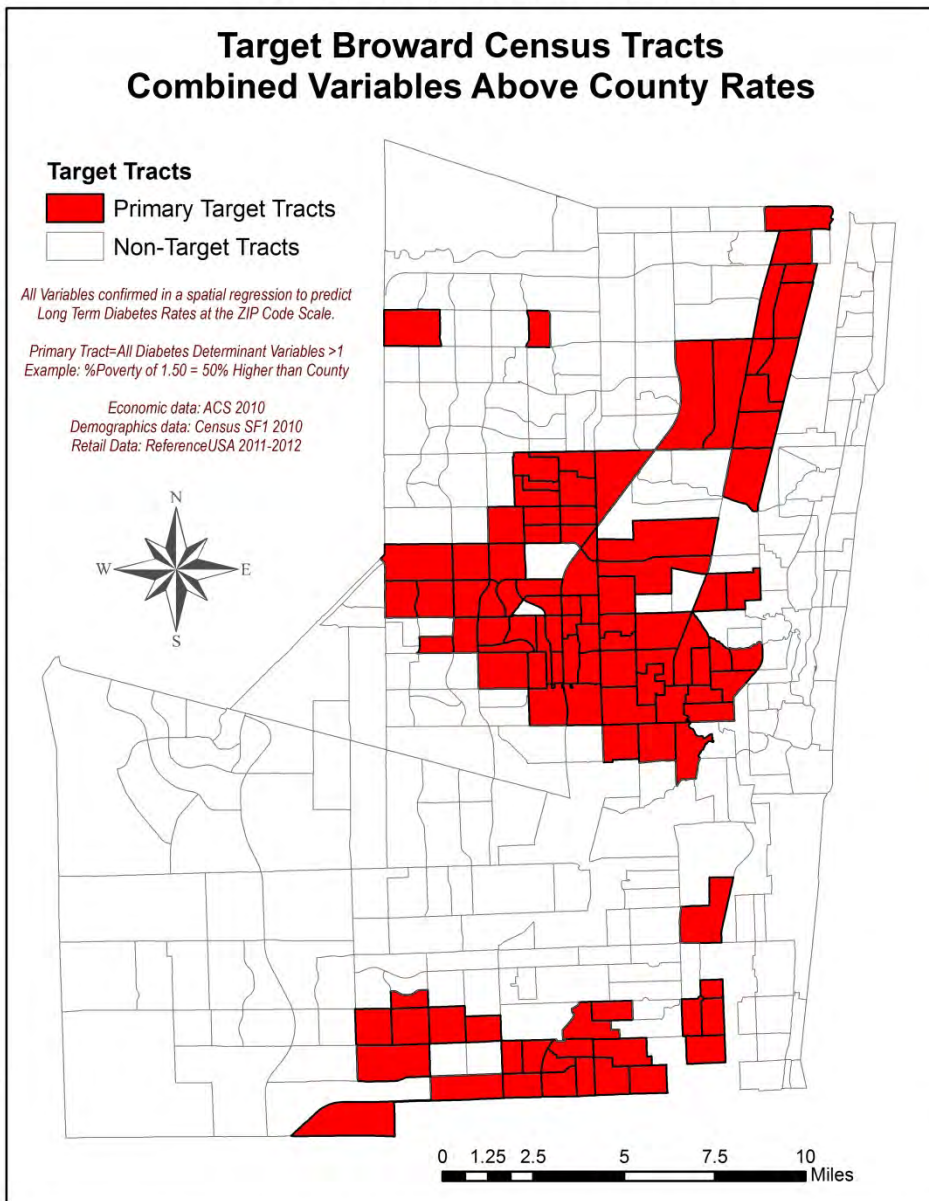 Target Broward Census Tracts
Combined Variables Above County Rates
Target Tracts
Primary Target Tracts
Non-Target Tracts
All Variables confirmed in a spatial regression to predict
Long Term Diabetes Rates at the ZIP Code Scale.
Primary Tract=All Diabetes Determinant Variables >1
Example: %Poverty of 1.50 = 50% Higher than County
Economic data: ACS 2010
Demographics data: Census SF1 2010
Retail Data: ReferenceUSA 2011-2012
N
W E
S
0 1.25 2.5 5 7.5 10
Miles